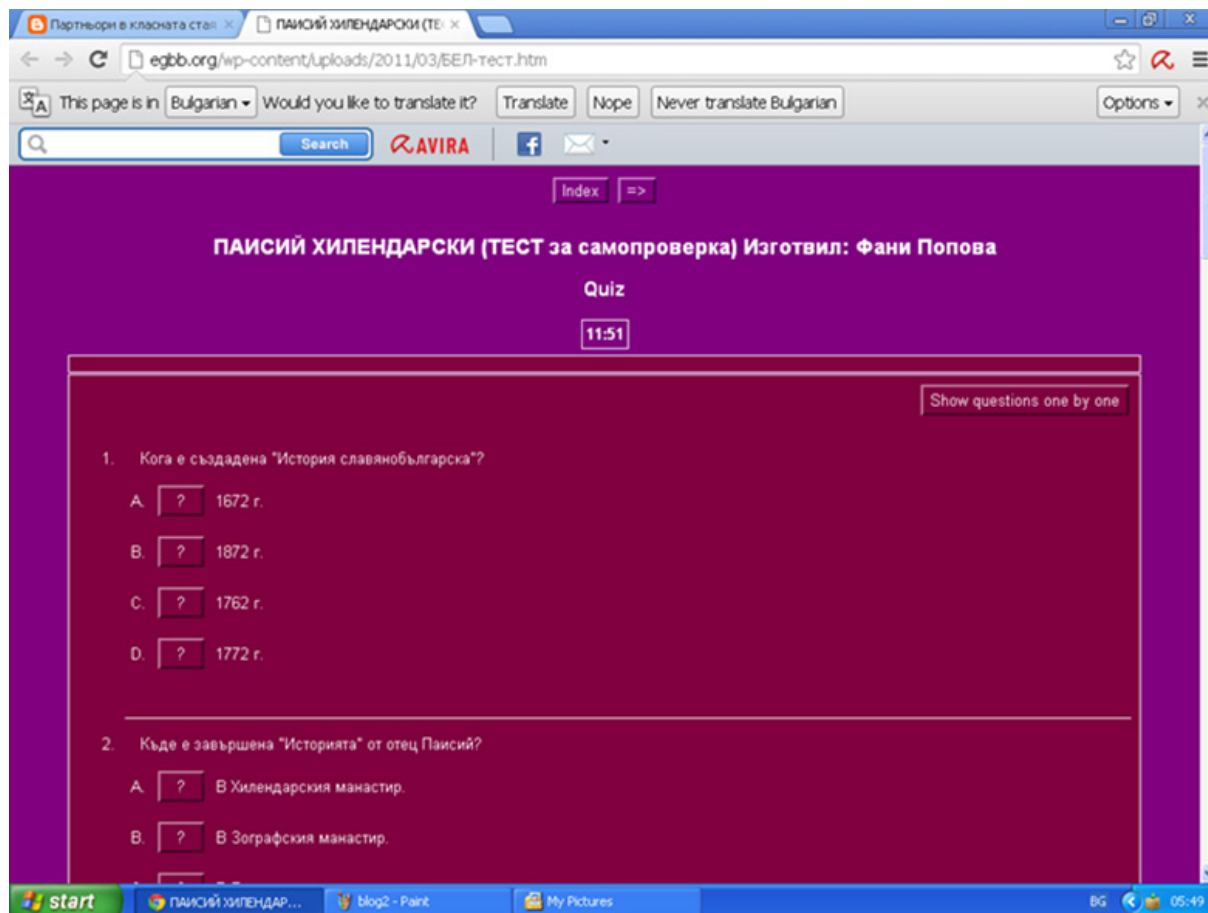 Партньори в класната стая
ПАИСИЙ ХИЛЕНДАРСКИ (ТЕ
egbb.org/wp-content/uploads/2011/03/БЕЛ-тест.htm
This page is in Bulgarian Would you like to translate it? Translate Nope Never translate Bulgarian Options
Search AVIRA
Index =>
ПАИСИЙ ХИЛЕНДАРСКИ (ТЕСТ за самопроверка) Изготвил: Фани Попова
Quiz
11:51
Show questions one by one
1. Кога е създадена "История славянобългарска"?
A. ? 1672 г.
B. ? 1872 г.
C. ? 1762 г.
D. ? 1772 г.
2. Къде е завършена "Историята" от отец Паисий?
A. ? В Хилендарския манастир.
B. ? В Зографския манастир.
start ПАИСИЙ ХИЛЕНДАР... blog2 - Paint My Pictures BG 05:49